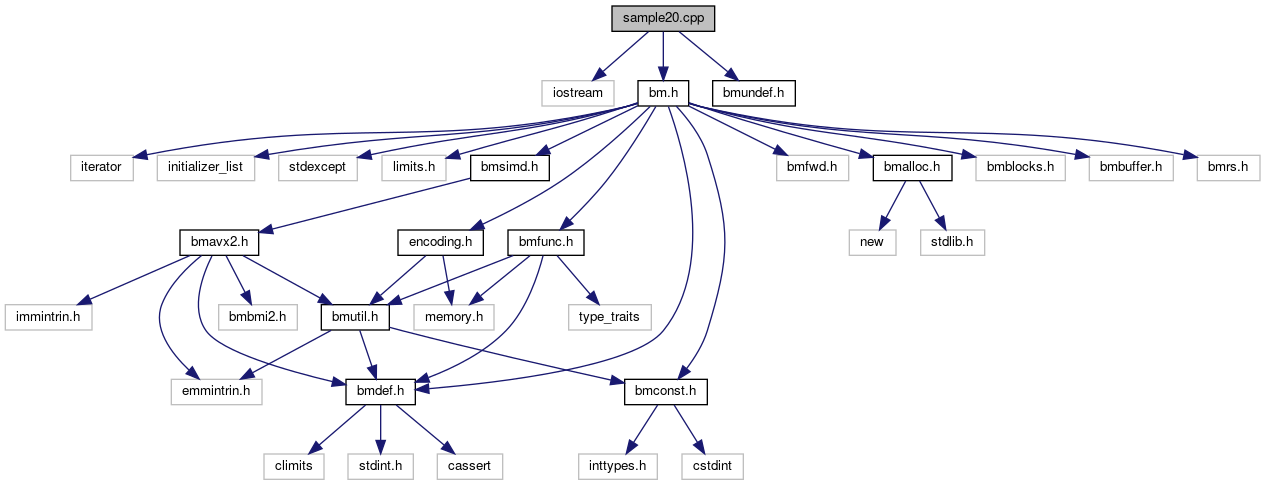 sample20.cpp
iostream
bm.h
bmundef.h
iterator
initializer_list
stdexcept
limits.h
bmsimd.h
bmfwd.h
bmalloc.h
bmblocks.h
bmbuffer.h
bmrs.h
bmavx2.h
encoding.h
bmfunc.h
new
stdlib.h
immintrin.h
bmbmi2.h
bmutil.h
memory.h
type_traits
emmintrin.h
bmdef.h
bmconst.h
climits
stdint.h
cassert
inttypes.h
cstdint